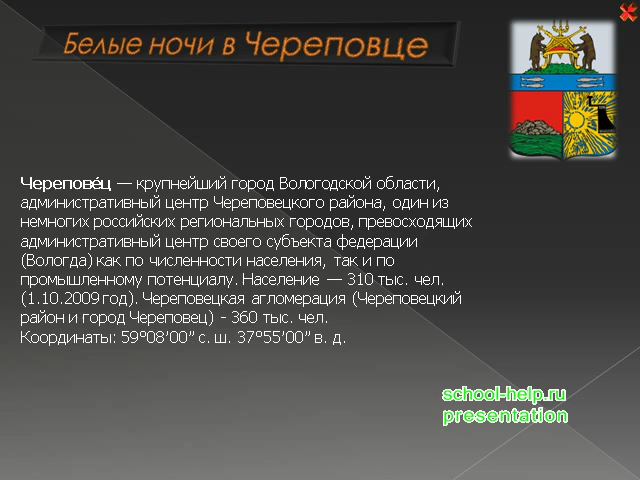 Белые ночи в Череповце
Черепове́ц — крупнейший город Вологодской области,
административный центр Череповецкого района, один из
немногих российских региональных городов, превосходящих
административный центр своего субъекта федерации
(Вологда) как по численности населения, так и по
промышленному потенциалу. Население — 310 тыс. чел.
(1.10.2009 год). Череповецкая агломерация (Череповецкий
район и город Череповец) - 360 тыс. чел.
Координаты: 59°08’00” с. ш. 37°55’00” в. д.
school-help.ru
presentation